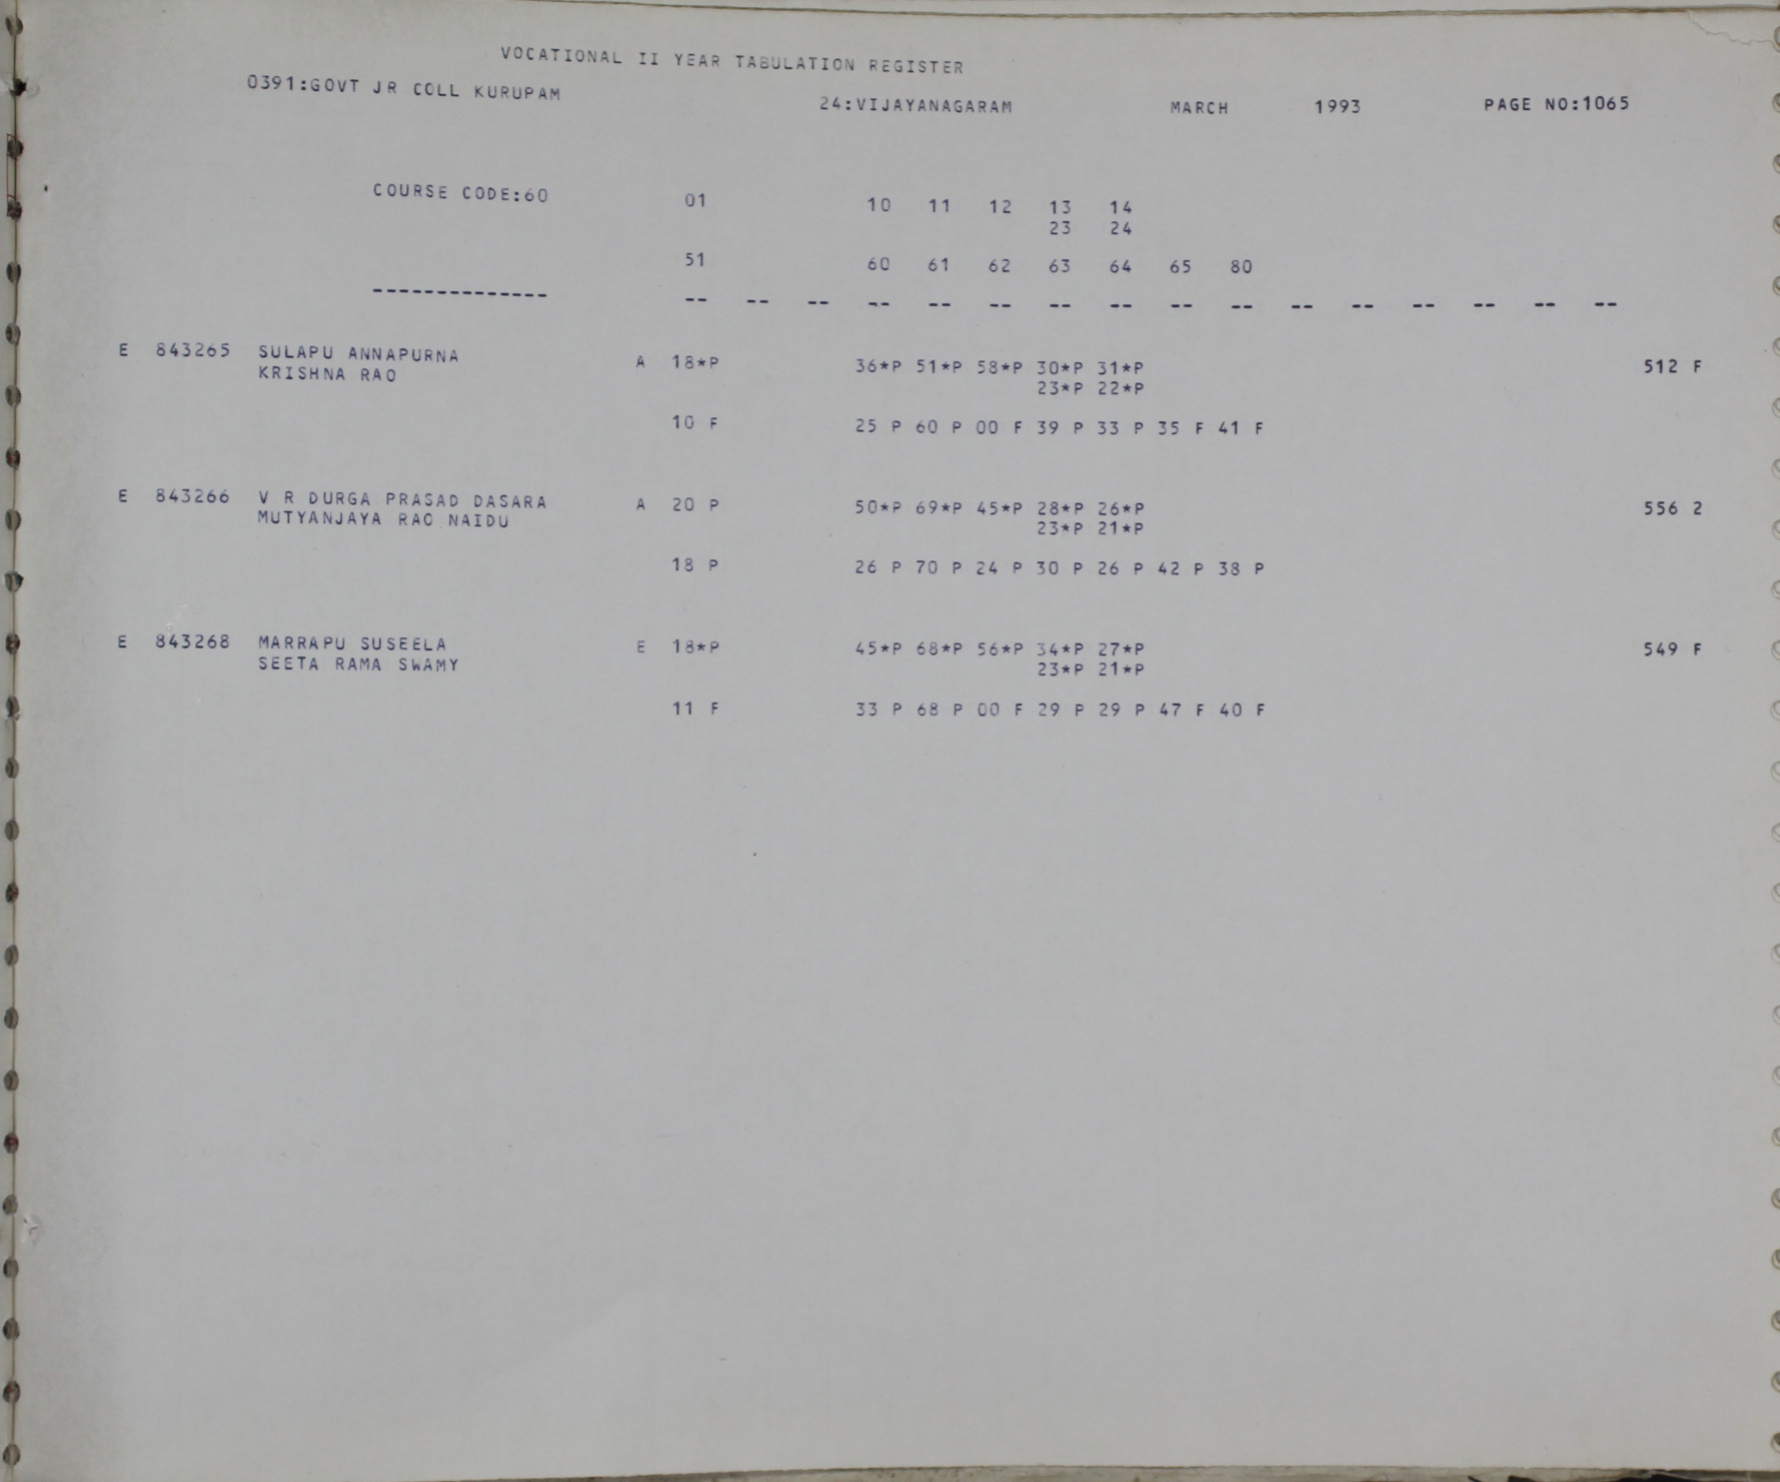 VOCATIONAL II YEAR TABULATION REGISTER
0391:GOVT JR COLL KURUPAM 24:VIJAYANAGARAM MARCH 1993 PAGE NO:1065
COURSE CODE:60 01 10 11 12 13 14
23 24
51 60 61 62 63 64 65 80
-------------- -- -- -- -- -- -- -- -- -- -- -- -- -- -- -- --
E 843265 SULAPU ANNAPURNA A 18*P 36*P 51*P 58*P 30*P 31*P 512 F
KRISHNA RAO 23*P 22*P
10 F 25 P 60 P 00 F 39 P 33 P 35 F 41 F
E 843266 V R DURGA PRASAD DASARA A 20 P 50*P 69*P 45*P 28*P 26*P 556 2
MUTYANJAYA RAO NAIDU 23*P 21*P
18 P 26 P 70 P 24 P 30 P 26 P 42 P 38 P
E 843268 MARRAPU SUSEELA E 18*P 45*P 68*P 56*P 34*P 27*P 549 F
SEETA RAMA SWAMY 23*P 21*P
11 F 33 P 68 P 00 F 29 P 29 P 47 F 40 F